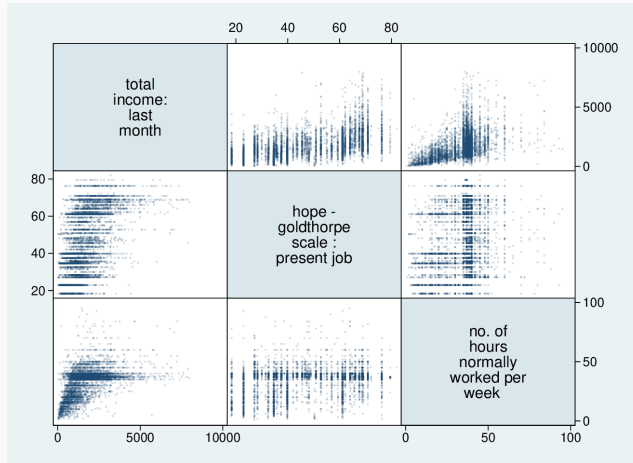 20 40 60 80
total
income:
last
month
10000
5000
0
80
60
40
20
hope -
goldthorpe
scale :
present job
no. of
hours
normally
worked per
week
100
50
0
0 5000 10000
0 50 100